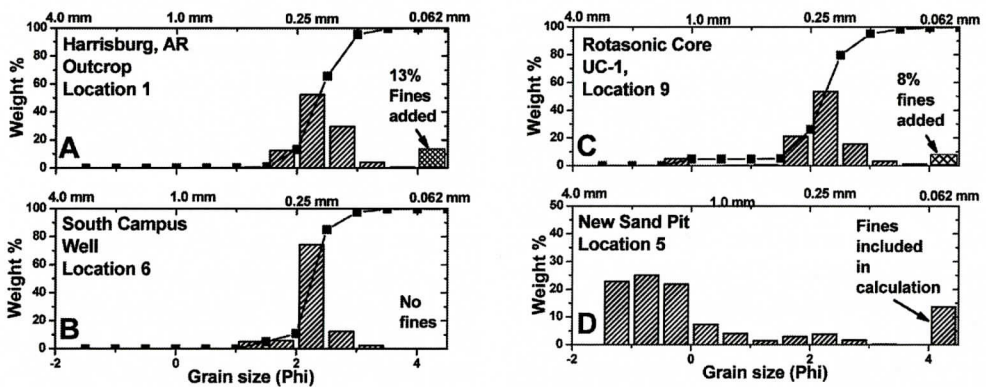 4.0 mm 1.0 mm 0.25 mm 0.062 mm
100
80
60
40
20
0
Weight %
Harrisburg, AR
Outcrop
Location 1
13%
Fines
added
A
4.0 mm 1.0 mm 0.25 mm 0.062 mm
100
80
60
40
20
0
Weight %
South Campus
Well
Location 6
No
fines
B
-2 0 2 4
Grain size (Phi)
4.0 mm 1.0 mm 0.25 mm 0.062 mm
100
80
60
40
20
0
Weight %
Rotasonic Core
UC-1,
Location 9
8%
fines
added
C
4.0 mm 1.0 mm 0.25 mm 0.062 mm
50
40
30
20
10
0
Weight %
New Sand Pit
Location 5
Fines
included
in
calculation
D
-2 0 2 4
Grain size (Phi)